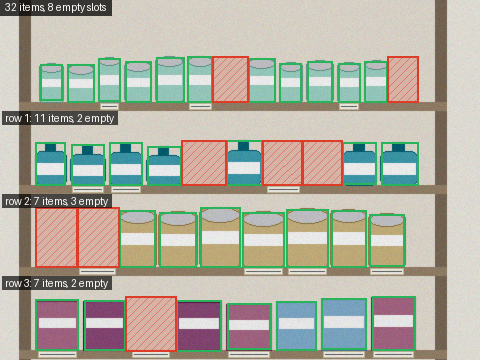 32 items, 8 empty slots
row 1: 11 items, 2 empty
row 2: 7 items, 3 empty
row 3: 7 items, 2 empty